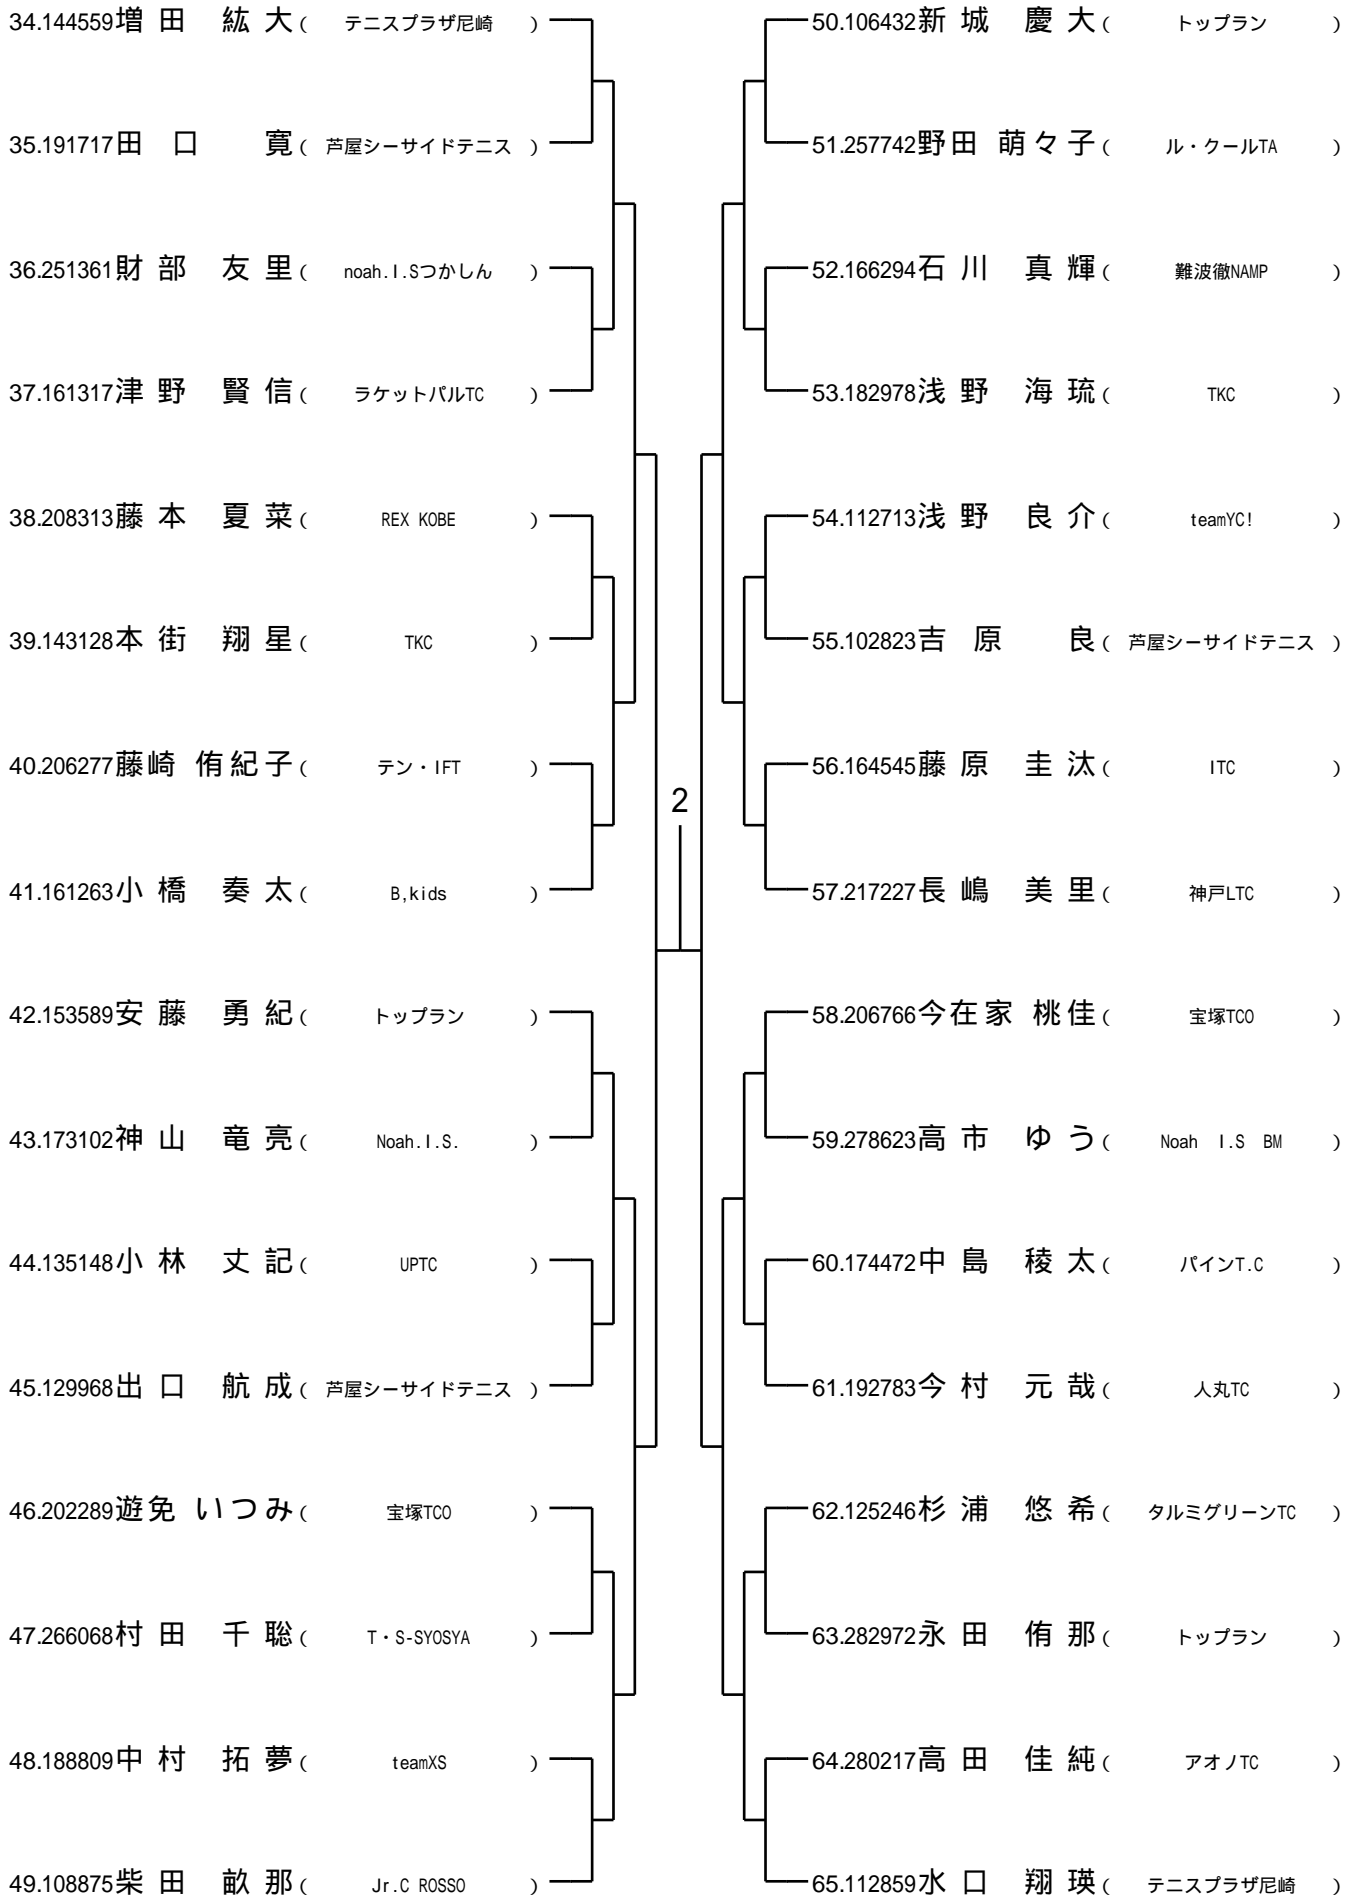 34.144559増田 紘大( テニスプラザ尼崎 )
35.191717田口 寛( 芦屋シーサイドテニス )
36.251361財部 友里( noah.I.Sつかしん )
37.161317津野 賢信( ラケットパルTC )
38.208313藤本 夏菜( REX KOBE )
39.143128本街 翔星( TKC )
40.206277藤崎 侑紀子( テン・IFT )
41.161263小橋 奏太( B,kids )
42.153589安藤 勇紀( トップラン )
43.173102神山 竜亮( Noah.I.S. )
44.135148小林 丈記( UPTC )
45.129968出口 航成( 芦屋シーサイドテニス )
46.202289遊免 いつみ( 宝塚TCO )
47.266068村田 千聡( T・S-SYOSYA )
48.188809中村 拓夢( teamXS )
49.108875柴田 畝那( Jr.C ROSSO )
2
50.106432新城 慶大( トップラン )
51.257742野田 萌々子( ル・クールTA )
52.166294石川 真輝( 難波徹NAMP )
53.182978浅野 海琉( TKC )
54.112713浅野 良介( teamYC! )
55.102823吉原 良( 芦屋シーサイドテニス )
56.164545藤原 圭汰( ITC )
57.217227長嶋 美里( 神戸LTC )
58.206766今在家 桃佳( 宝塚TCO )
59.278623高市 ゆう( Noah I.S BM )
60.174472中島 稜太( パインT.C )
61.192783今村 元哉( 人丸TC )
62.125246杉浦 悠希( タルミグリーンTC )
63.282972永田 侑那( トップラン )
64.280217高田 佳純( アオノTC )
65.112859水口 翔瑛( テニスプラザ尼崎 )